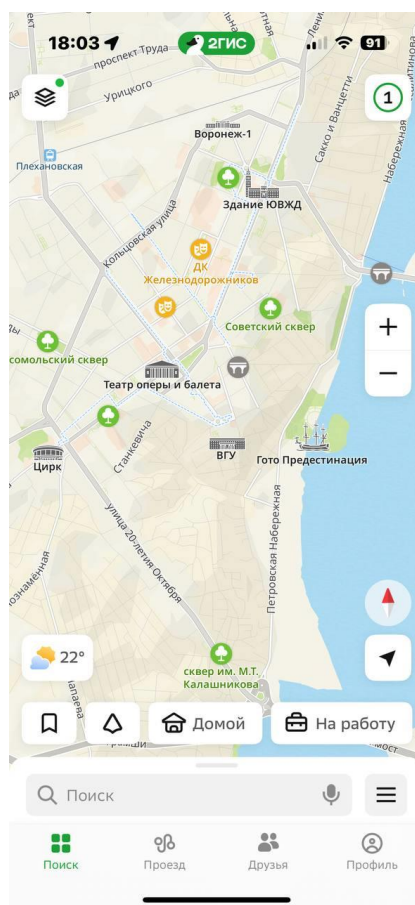 18:03
2ГИС
91
проспект Труда
Урицкого
1
Воронеж-1
Сакко и Ванцетти
Плехановская
Здание ЮВЖД
Кольцовская улица
ДК
Железнодорожников
Советский сквер
сомольский сквер
Театр оперы и балета
Станкевича
ВГУ
Гото Предестинация
Цирк
улица 20-летия Октября
Петровская Набережная
22°
сквер им. М.Т.
Калашникова
Домой
На работу
мост
Поиск
Поиск
Проезд
Друзья
Профиль